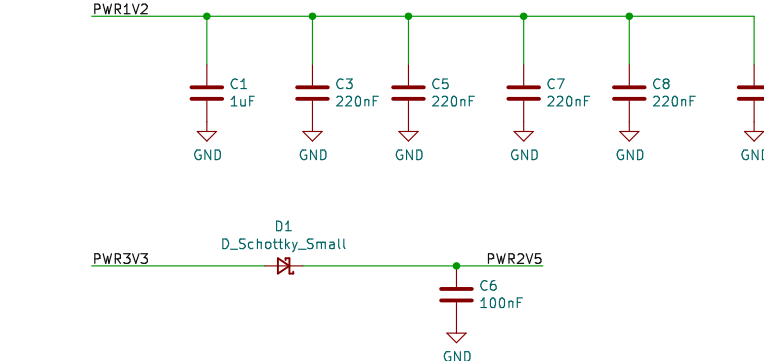 PWR1V2
C1
1uF
C3
220nF
C5
220nF
C7
220nF
C8
220nF
GND
GND
GND
GND
GND
GND
D1
D_Schottky_Small
PWR3V3
PWR2V5
C6
100nF
GND